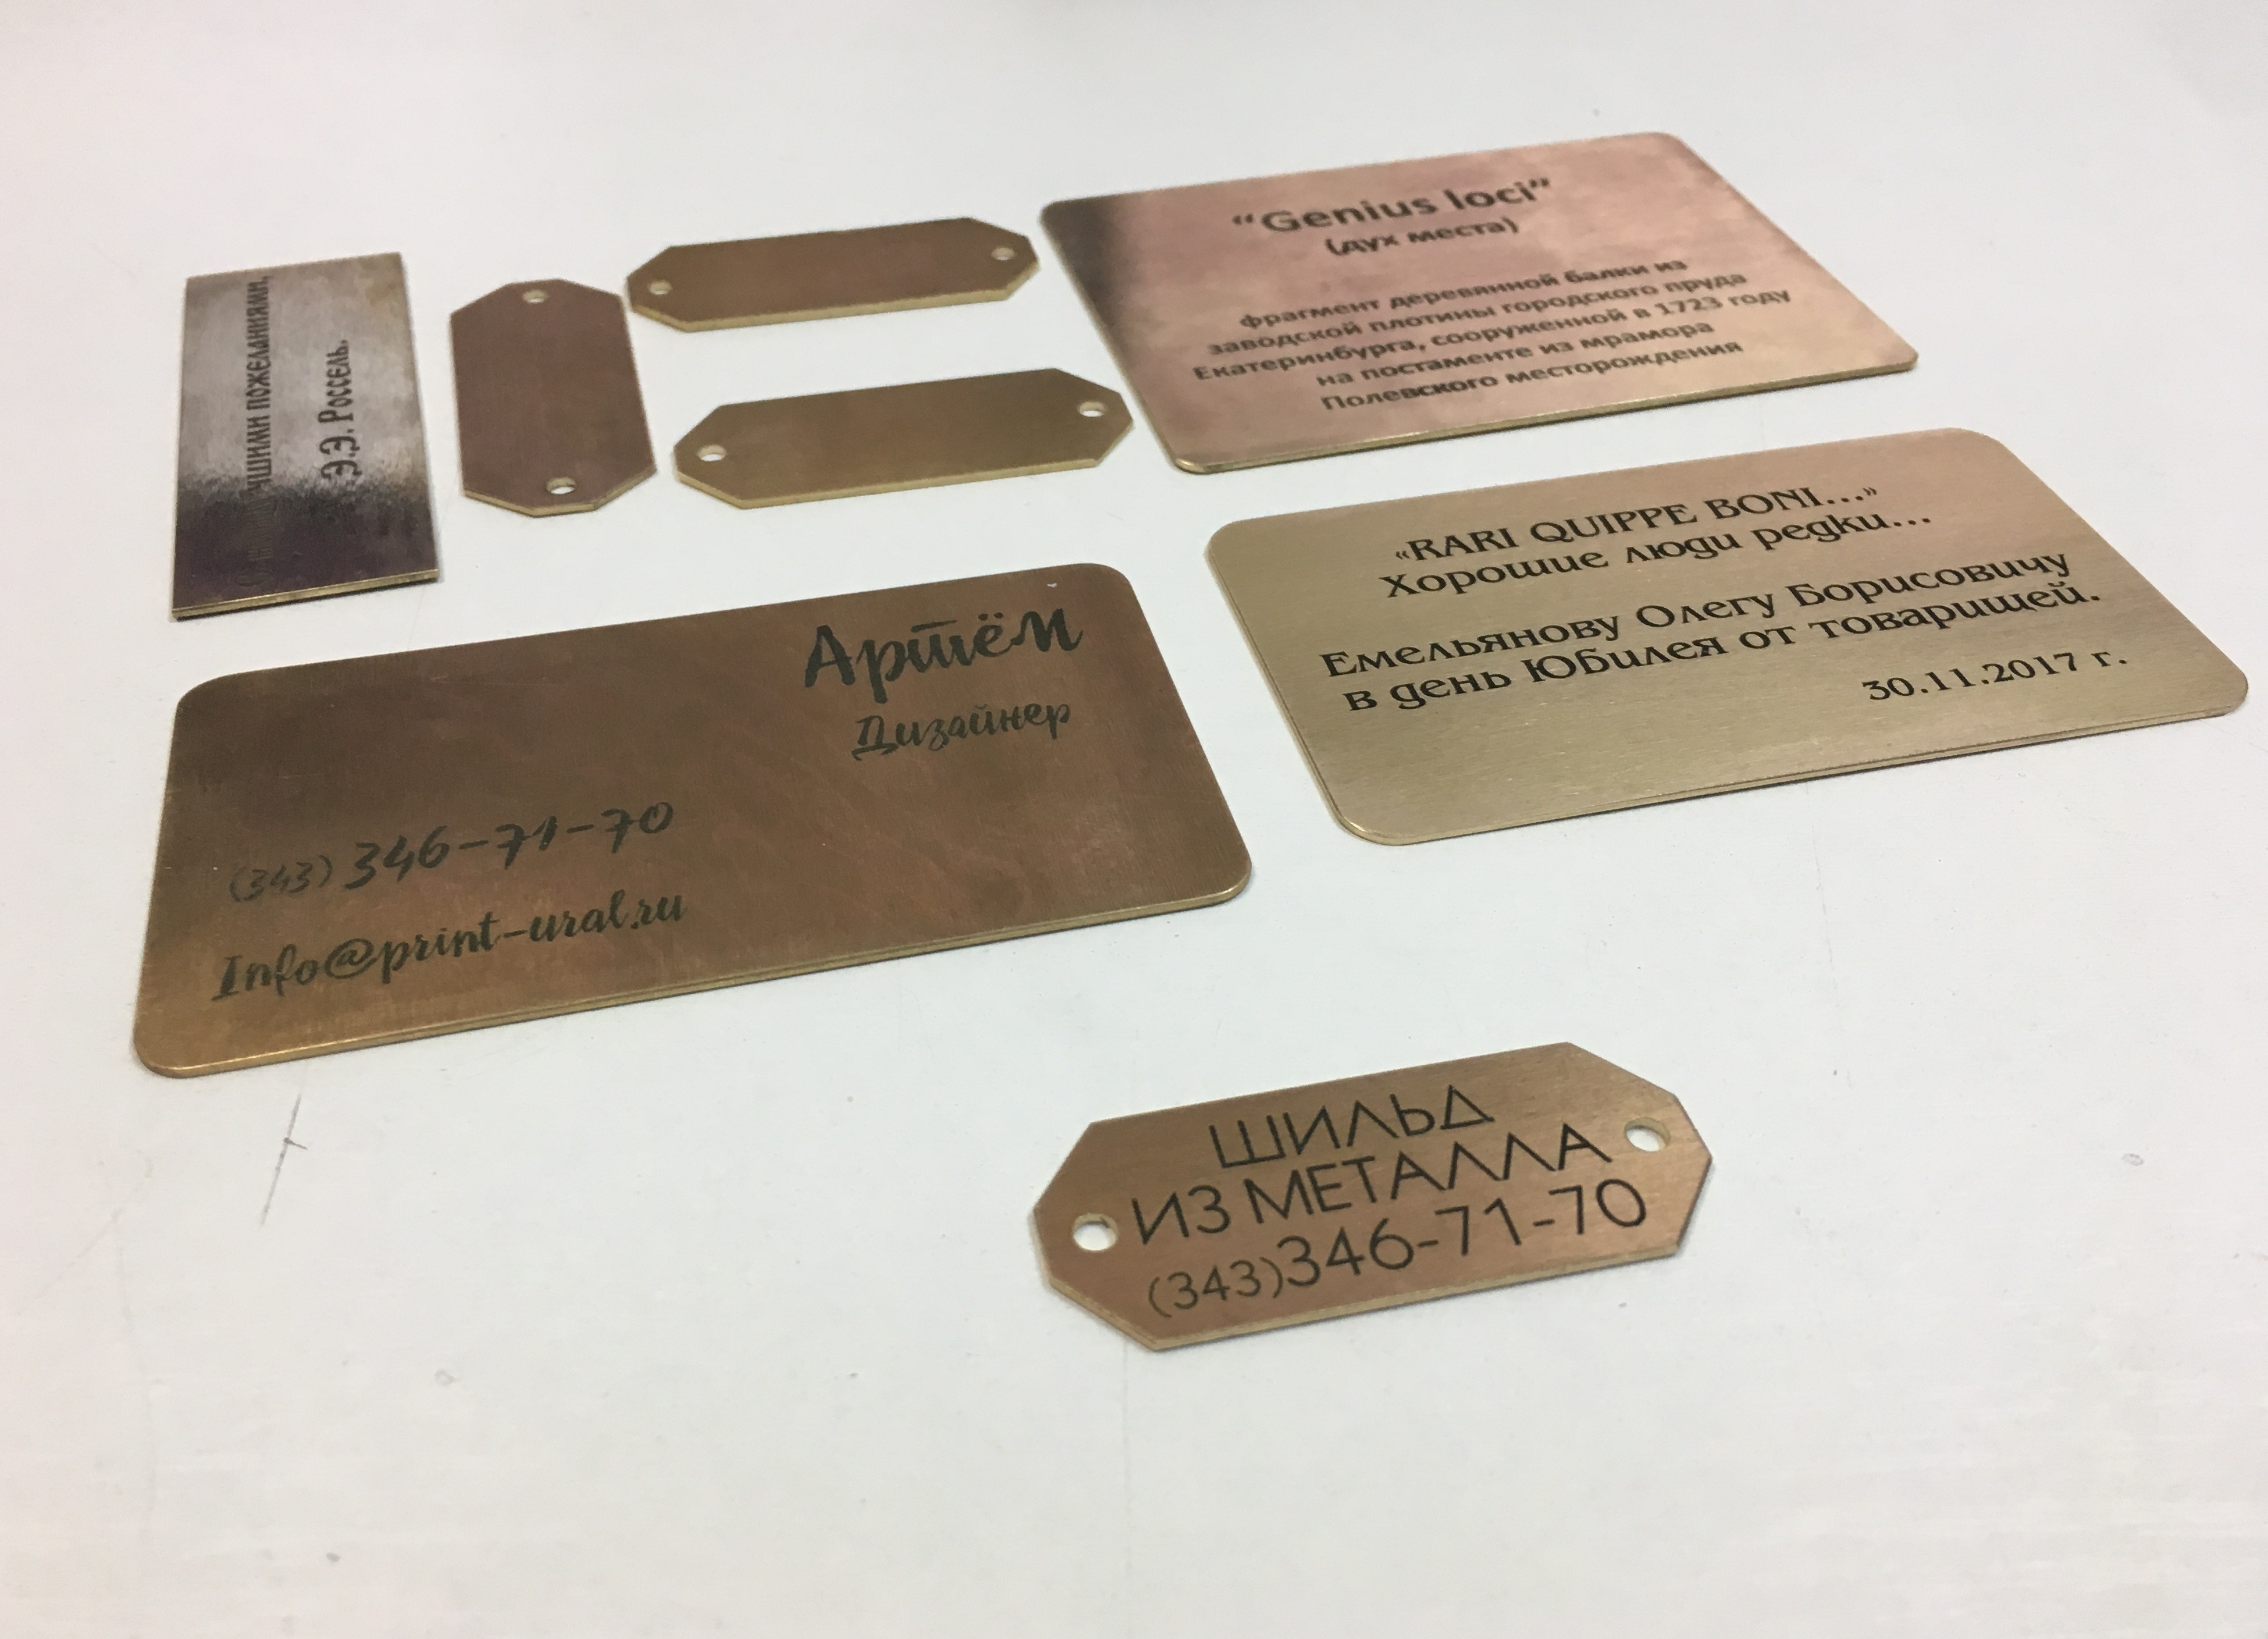 чшими пожеланиями,
Э.Э. Россель.
“Genius loci”
(дух места)
фрагмент деревянной балки из
заводской плотины городского пруда
Екатеринбурга, сооруженной в 1723 году
на постаменте из мрамора
Полевского месторождения
«RARI QUIPPE BONI...»
Хорошие люди редки...
Емельянову Олегу Борисовичу
в день Юбилея от товарищей.
30.11.2017 г.
Артём
Дизайнер
(343) 346-71-70
Info@print-ural.ru
ШИЛЬД
ИЗ МЕТАЛЛА
(343)346-71-70